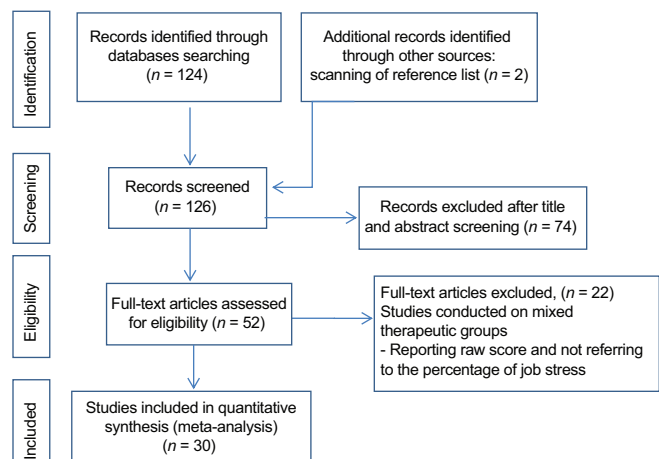 Identification
Records identified through
databases searching
(n = 124)
Additional records identified
through other sources:
scanning of reference list (n = 2)
Screening
Records screened
(n = 126)
Records excluded after title
and abstract screening (n = 74)
Eligibility
Full-text articles assessed
for eligibility (n = 52)
Full-text articles excluded, (n = 22)
Studies conducted on mixed
therapeutic groups
- Reporting raw score and not referring
to the percentage of job stress
Included
Studies included in quantitative
synthesis (meta-analysis)
(n = 30)